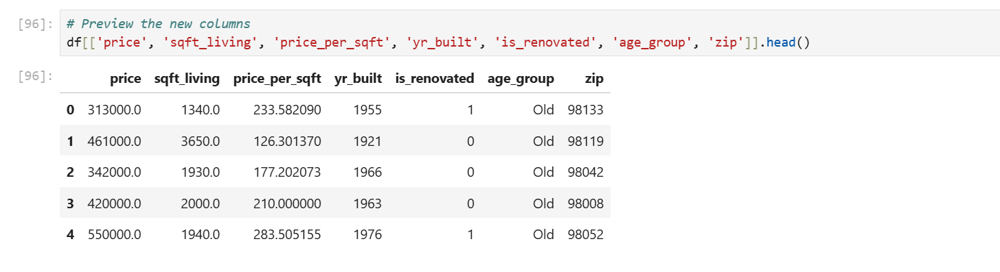 [96]: # Preview the new columns
df[['price', 'sqft_living', 'price_per_sqft', 'yr_built', 'is_renovated', 'age_group', 'zip']].head()
[96]: price sqft_living price_per_sqft yr_built is_renovated age_group zip
0 313000.0 1340.0 233.582090 1955 1 Old 98133
1 461000.0 3650.0 126.301370 1921 0 Old 98119
2 342000.0 1930.0 177.202073 1966 0 Old 98042
3 420000.0 2000.0 210.000000 1963 0 Old 98008
4 550000.0 1940.0 283.505155 1976 1 Old 98052